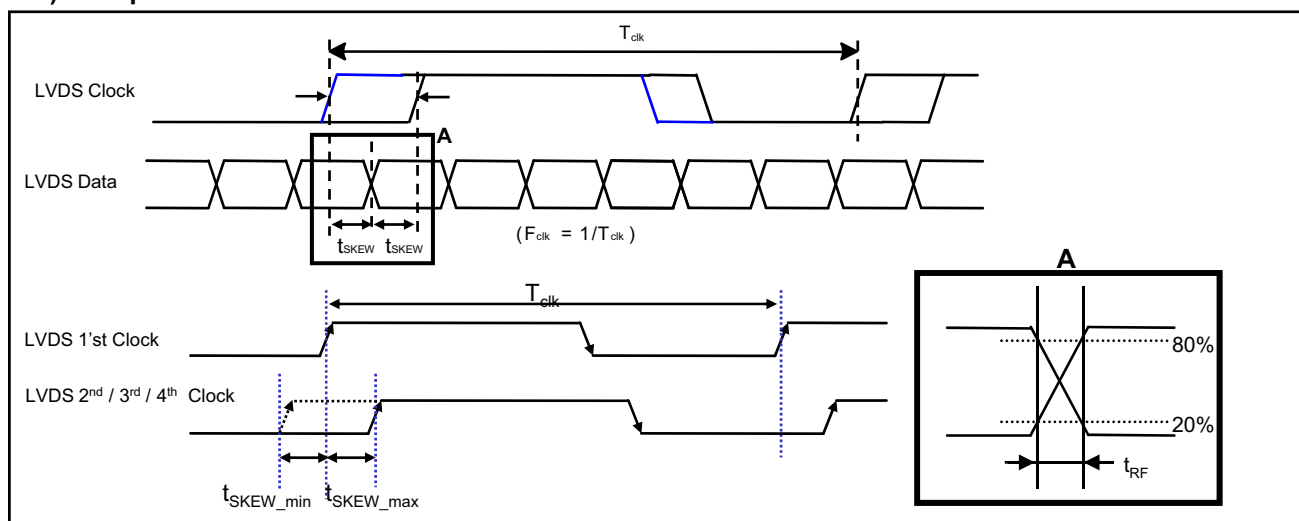 T clk
LVDS Clock
A
LVDS Data
tSKEW tSKEW
(Fclk = 1/Tclk)
A
Tclk
LVDS 1'st Clock
80%
LVDS 2nd / 3rd / 4th Clock
20%
tRF
tSKEW_min tSKEW_max